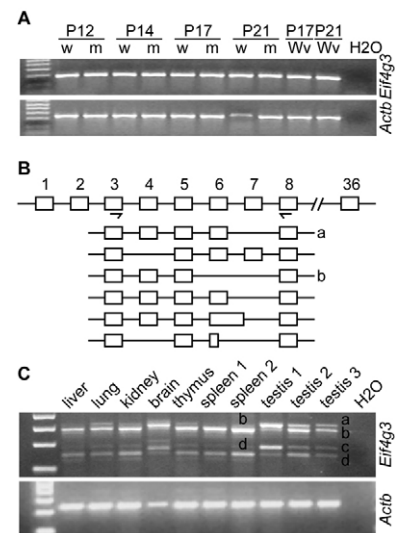 A
P12 P14 P17 P21 P17 P21
w m w m w m w m Wv Wv H2O
Eif4g3
Actb
B
1 2 3 4 5 6 7 8 36
a
b
C
liver lung kidney brain thymus spleen 1 spleen 2 testis 1 testis 2 testis 3 H2O
b a
b
d c
d
Eif4g3
Actb